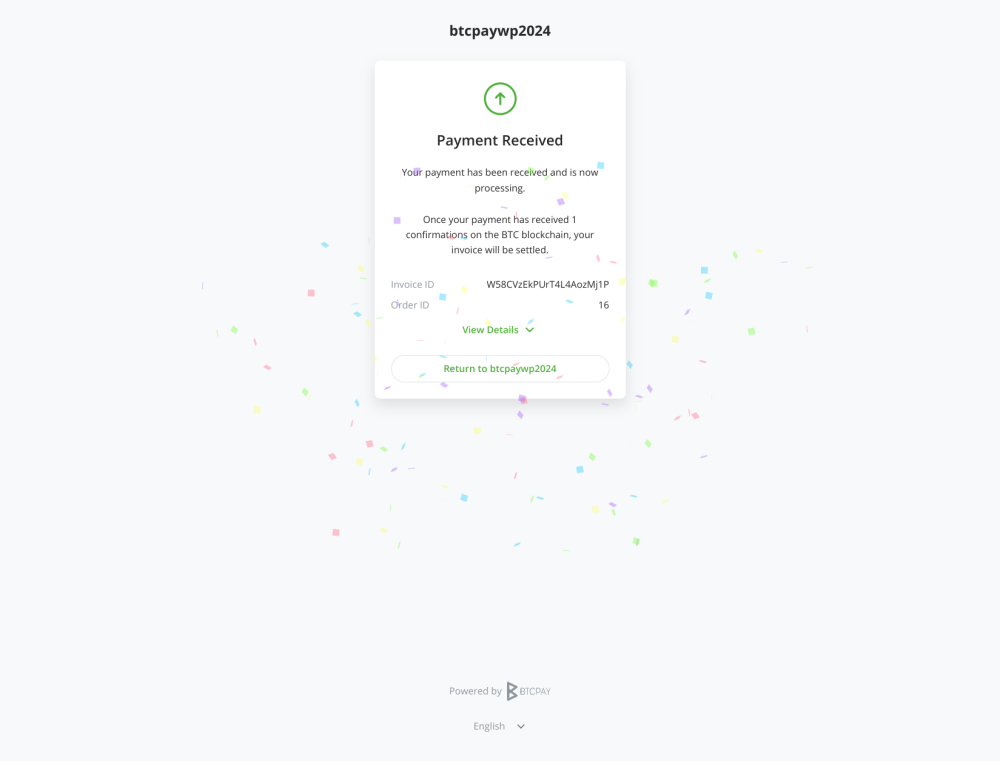 btcpaywp2024
Payment Received
Your payment has been received and is now
processing.
Once your payment has received 1
confirmations on the BTC blockchain, your
invoice will be settled.
Invoice ID W58CVzEkPUrT4L4AozMj1P
Order ID 16
View Details
Return to btcpaywp2024
Powered by BTCPAY
English